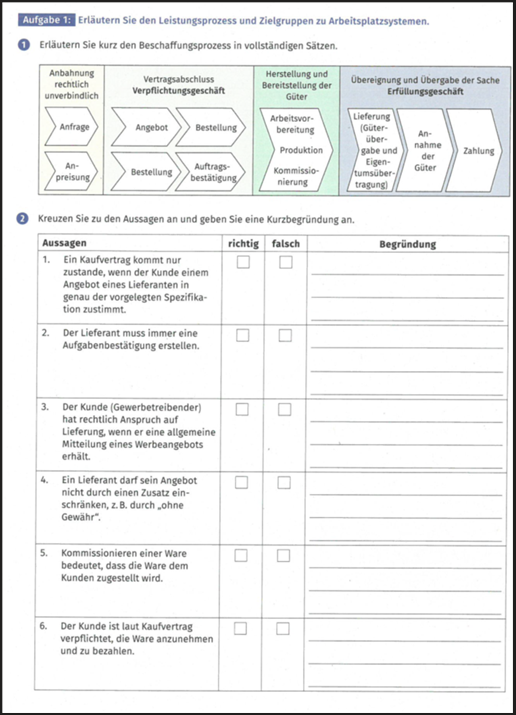 Aufgabe 1: Erläutern Sie den Leistungsprozess und Zielgruppen zu Arbeitsplatzsystemen.
1 Erläutern Sie kurz den Beschaffungsprozess in vollständigen Sätzen.
Anbahnung
rechtlich
unverbindlich
Vertragsabschluss
Verpflichtungsgeschäft
Herstellung und
Bereitstellung der
Güter
Übereignung und Übergabe der Sache
Erfüllungsgeschäft
Anfrage
Angebot
Bestellung
An-
preisung
Bestellung
Auftrags-
bestätigung
Arbeitsvor-
bereitung
Produktion
Kommissio-
nierung
Lieferung
(Güter-
über-
gabe und
Eigen-
tumsüber-
tragung)
An-
nahme
der
Güter
Zahlung
2 Kreuzen Sie zu den Aussagen an und geben Sie eine Kurzbegründung an.
Aussagen richtig falsch Begründung
1. Ein Kaufvertrag kommt nur
zustande, wenn der Kunde einem
Angebot eines Lieferanten in
genau der vorgelegten Spezifika-
tion zustimmt.
2. Der Lieferant muss immer eine
Aufgabenbestätigung erstellen.
3. Der Kunde (Gewerbetreibender)
hat rechtlich Anspruch auf
Lieferung, wenn er eine allgemeine
Mitteilung eines Werbeangebots
erhält.
4. Ein Lieferant darf sein Angebot
nicht durch einen Zusatz ein-
schränken, z. B. durch „ohne
Gewähr“.
5. Kommissionieren einer Ware
bedeutet, dass die Ware dem
Kunden zugestellt wird.
6. Der Kunde ist laut Kaufvertrag
verpflichtet, die Ware anzunehmen
und zu bezahlen.